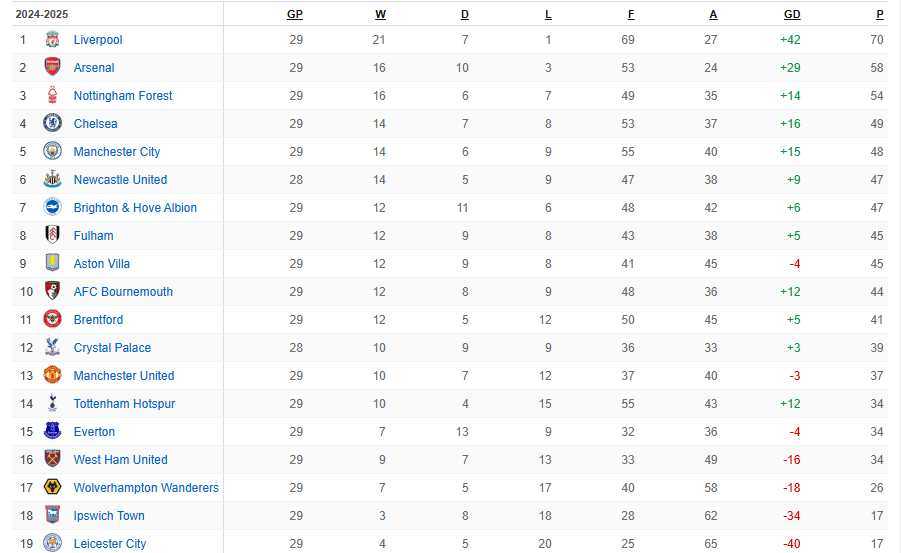 2024-2025 GP W D L F A GD P
1 Liverpool 29 21 7 1 69 27 +42 70
2 Arsenal 29 16 10 3 53 24 +29 58
3 Nottingham Forest 29 16 6 7 49 35 +14 54
4 Chelsea 29 14 7 8 53 37 +16 49
5 Manchester City 29 14 6 9 55 40 +15 48
6 Newcastle United 28 14 5 9 47 38 +9 47
7 Brighton & Hove Albion 29 12 11 6 48 42 +6 47
8 Fulham 29 12 9 8 43 38 +5 45
9 Aston Villa 29 12 9 8 41 45 -4 45
10 AFC Bournemouth 29 12 8 9 48 36 +12 44
11 Brentford 29 12 5 12 50 45 +5 41
12 Crystal Palace 28 10 9 9 36 33 +3 39
13 Manchester United 29 10 7 12 37 40 -3 37
14 Tottenham Hotspur 29 10 4 15 55 43 +12 34
15 Everton 29 7 13 9 32 36 -4 34
16 West Ham United 29 9 7 13 33 49 -16 34
17 Wolverhampton Wanderers 29 7 5 17 40 58 -18 26
18 Ipswich Town 29 3 8 18 28 62 -34 17
19 Leicester City 29 4 5 20 25 65 -40 17